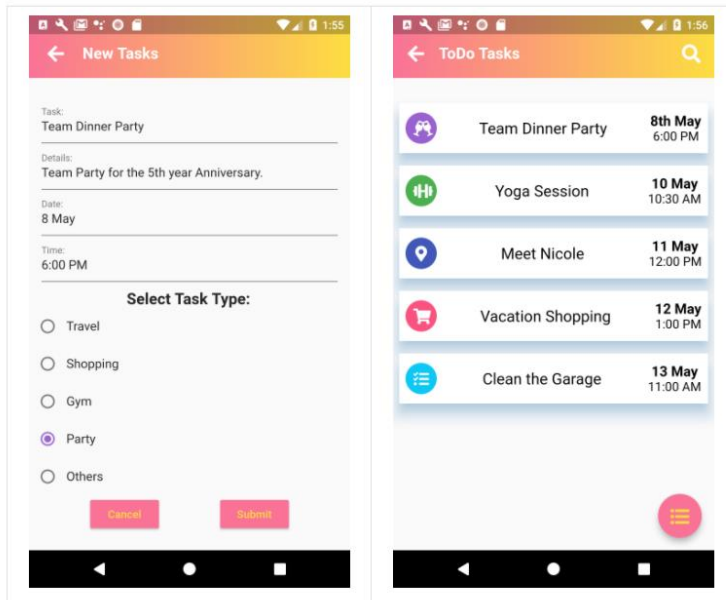 1:55
New Tasks
Task:
Team Dinner Party
Details:
Team Party for the 5th year Anniversary.
Date:
8 May
Time:
6:00 PM
Select Task Type:
Travel
Shopping
Gym
Party
Others
Cancel Submit
1:56
ToDo Tasks
Team Dinner Party
8th May
6:00 PM
Yoga Session
10 May
10:30 AM
Meet Nicole
11 May
12:00 PM
Vacation Shopping
12 May
1:00 PM
Clean the Garage
13 May
11:00 AM